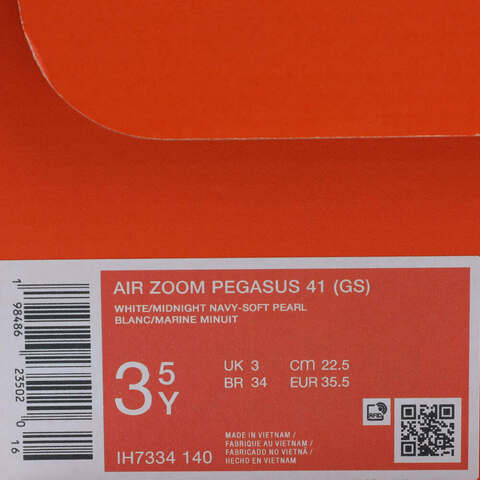 AIR ZOOM PEGASUS 41 (GS)
WHITE/MIDNIGHT NAVY-SOFT PEARL
BLANC/MARINE MINUIT
3 5 Y
UK 3 cm 22.5
BR 34 EUR 35.5
MADE IN VIETNAM /
FABRIQUE AU VIETNAM /
FABRICADO NO VIETNÃ /
HECHO EN VIETNAM
IH7334 140
1 98486 23502 016
RFID